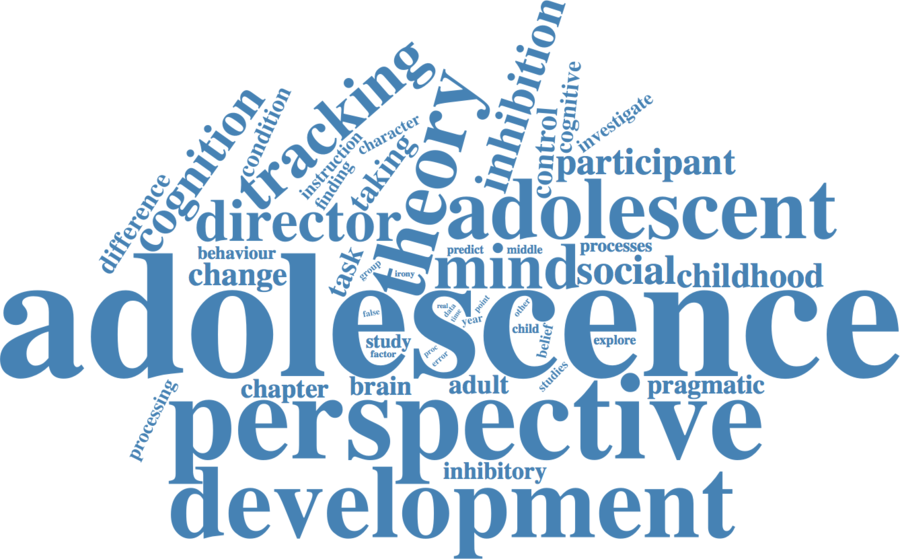 inhibition
tracking
cognitive
theory
control
cognition
condition
investigate
character
instruction
finding
taking
participant
difference
director
adolescent
behaviour
predict
middle
processes
change
task
group
irony
mind
social
childhood
adolescence
false
real
data
time
year
point
other
child
belief
explore
study
factor
proc
error
studies
processing
chapter
brain
adult
pragmatic
perspective
inhibitory
development